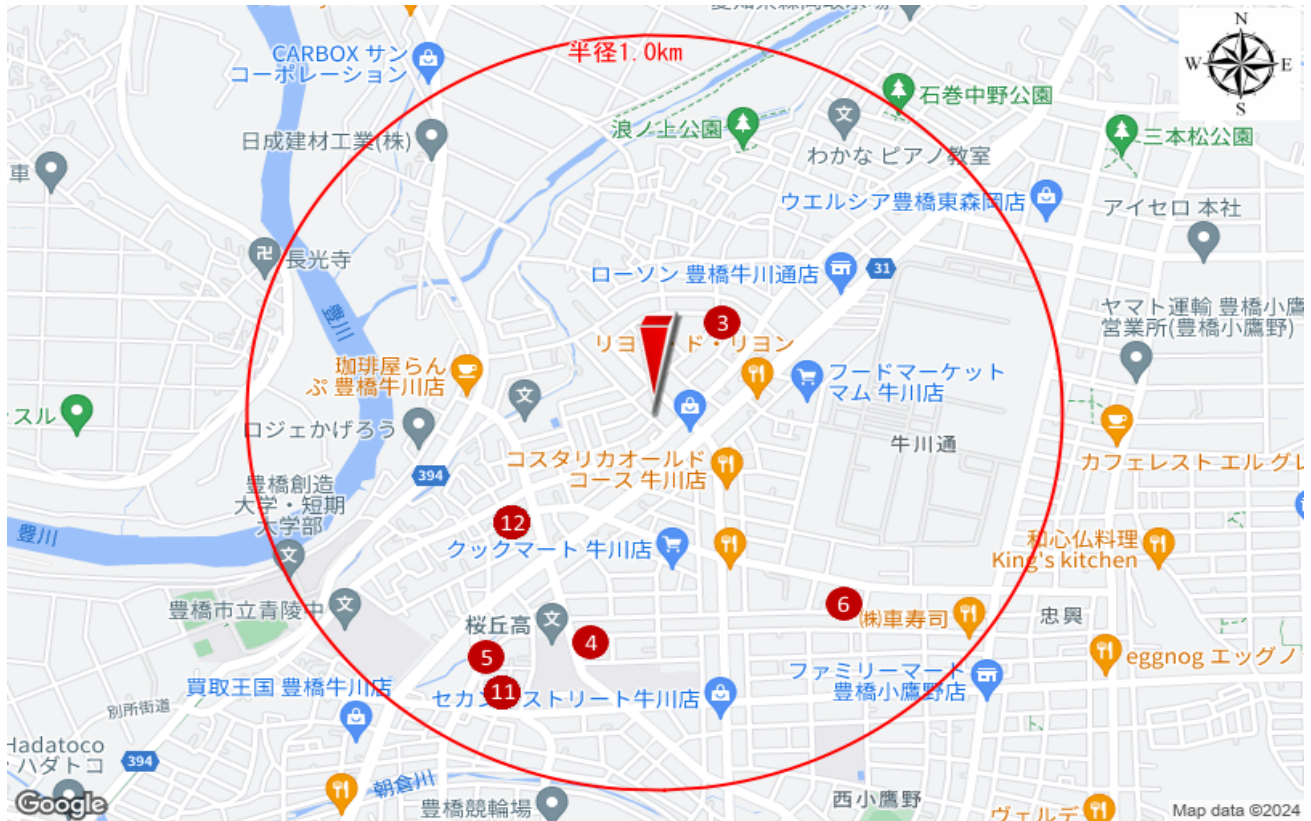 N
W
E
S
半径1.0km
CARBOX サン
コーポレーション
石巻中野公園
浪ノ上公園
日成建材工業(株)
わかな ピアノ教室
三本松公園
車
ウエルシア豊橋東森岡店
アイセロ 本社
長光寺
ローソン 豊橋牛川通店
31
豊川
ヤマト運輸 豊橋小鷹
営業所(豊橋小鷹野)
3
ド・リヨン
珈琲屋らん
ぷ 豊橋牛川店
フードマーケット
マム 牛川店
スル
ロジェかげろう
牛川通
コスタリカオールド
コース 牛川店
カフェレスト エル グレ
394
豊橋創造
大学・短期
大学部
豊川
12
クックマート 牛川店
和心仏料理
King's kitchen
豊橋市立青陵中
6
㈱車寿司
忠興
桜丘高
4
5
eggnog エッグノ
買取王国 豊橋牛川店
11
セカンドストリート牛川店
ファミリーマート
豊橋小鷹野店
別所街道
Hadatoco
ハダトコ
394
朝倉川
Google
豊橋競輪場
西小鷹野
ヴェルデ
Map data ©2024